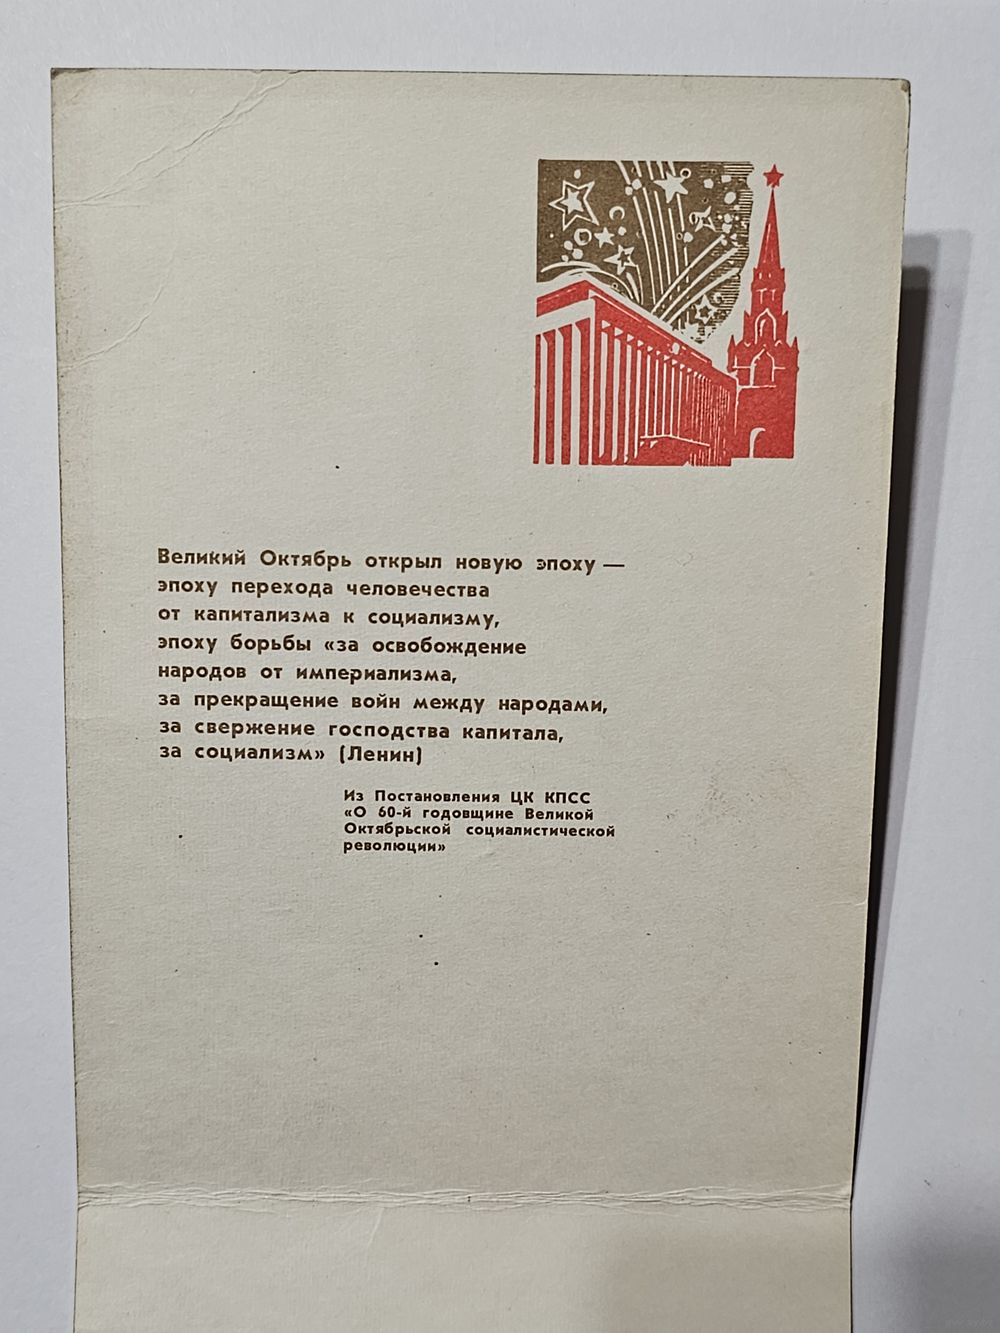 Великий Октябрь открыл новую эпоху —
эпоху перехода человечества
от капитализма к социализму,
эпоху борьбы «за освобождение
народов от империализма,
за прекращение войн между народами,
за свержение господства капитала,
за социализм» (Ленин)
Из Постановления ЦК КПСС
«О 60-й годовщине Великой
Октябрьской социалистической
революции»